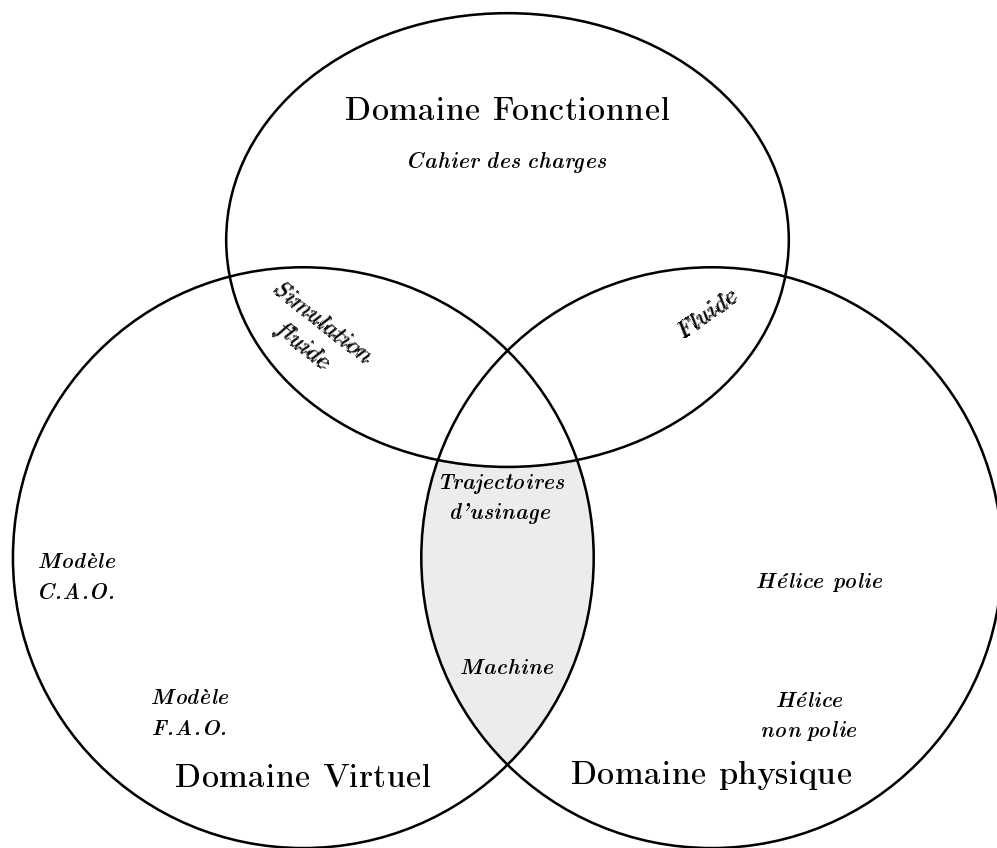 Domaine Fonctionnel
Cahier des charges
Simulation
fluide
Fluide
Trajectoires
d'usinage
Modèle
C.A.O.
Hélice polie
Machine
Modèle
F.A.O.
Hélice
non polie
Domaine Virtuel
Domaine physique